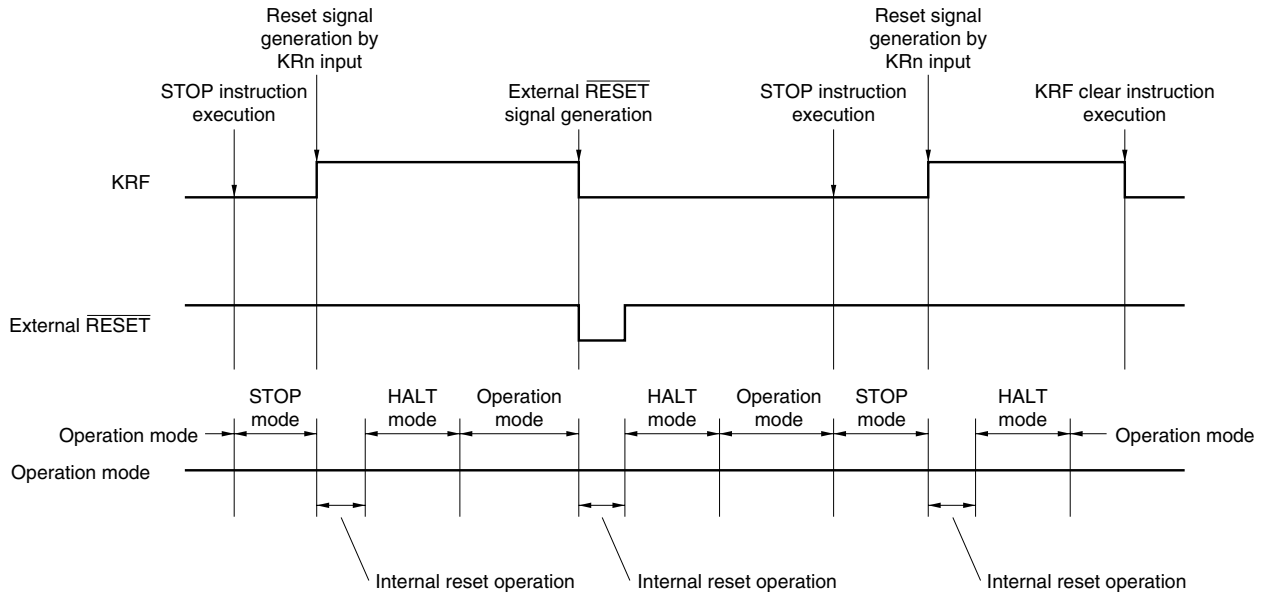 Reset signal
generation by
KRn input
Reset signal
generation by
KRn input
STOP instruction
execution
External RESET
signal generation
STOP instruction
execution
KRF clear instruction
execution
KRF
External RESET
STOP
mode
HALT
mode
Operation
mode
HALT
mode
Operation
mode
STOP
mode
HALT
mode
Operation mode
Operation mode
Operation mode
Internal reset operation
Internal reset operation
Internal reset operation